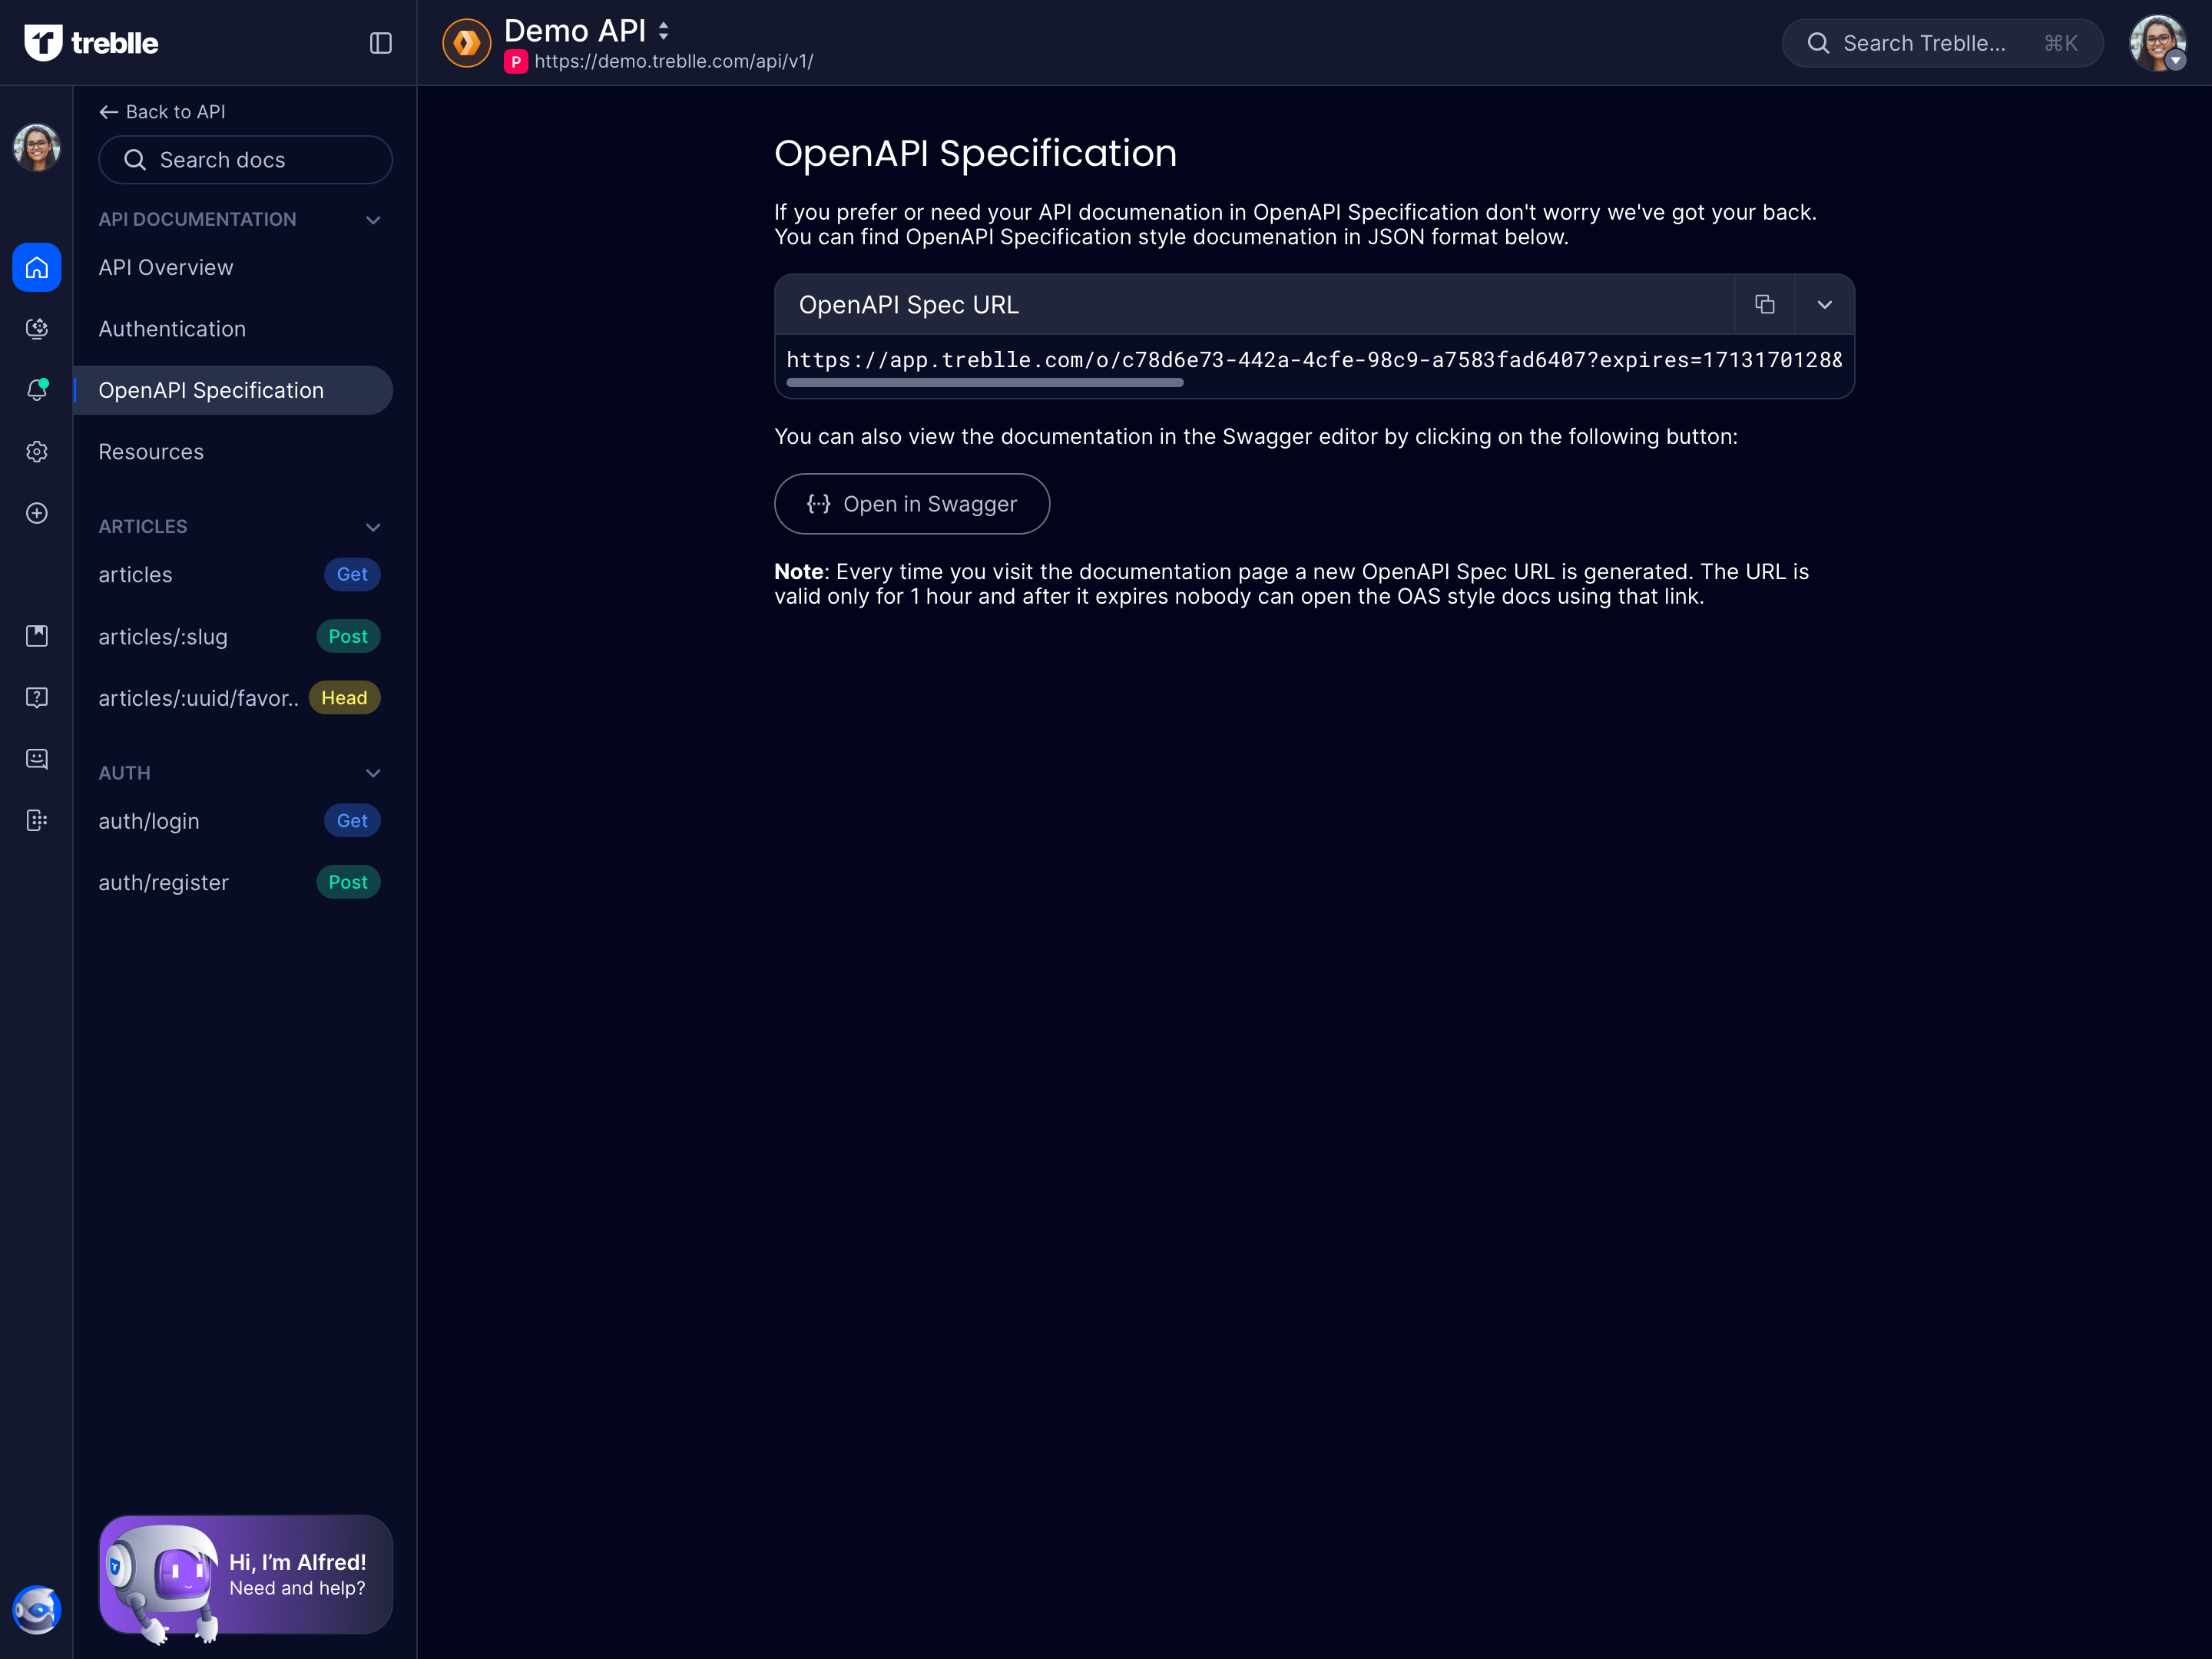 treblle
Demo API
P https://demo.treblle.com/api/v1/
Search Treblle... ⌘K
Back to API
Search docs
API DOCUMENTATION
API Overview
Authentication
OpenAPI Specification
Resources
ARTICLES
articles Get
articles/:slug Post
articles/:uuid/favor.. Head
AUTH
auth/login Get
auth/register Post
Hi, I’m Alfred!
Need and help?
OpenAPI Specification
If you prefer or need your API documenation in OpenAPI Specification don't worry we've got your back.
You can find OpenAPI Specification style documenation in JSON format below.
OpenAPI Spec URL
https://app.treblle.com/o/c78d6e73-442a-4cfe-98c9-a7583fad6407?expires=1713170128&
You can also view the documentation in the Swagger editor by clicking on the following button:
Open in Swagger
Note: Every time you visit the documentation page a new OpenAPI Spec URL is generated. The URL is
valid only for 1 hour and after it expires nobody can open the OAS style docs using that link.